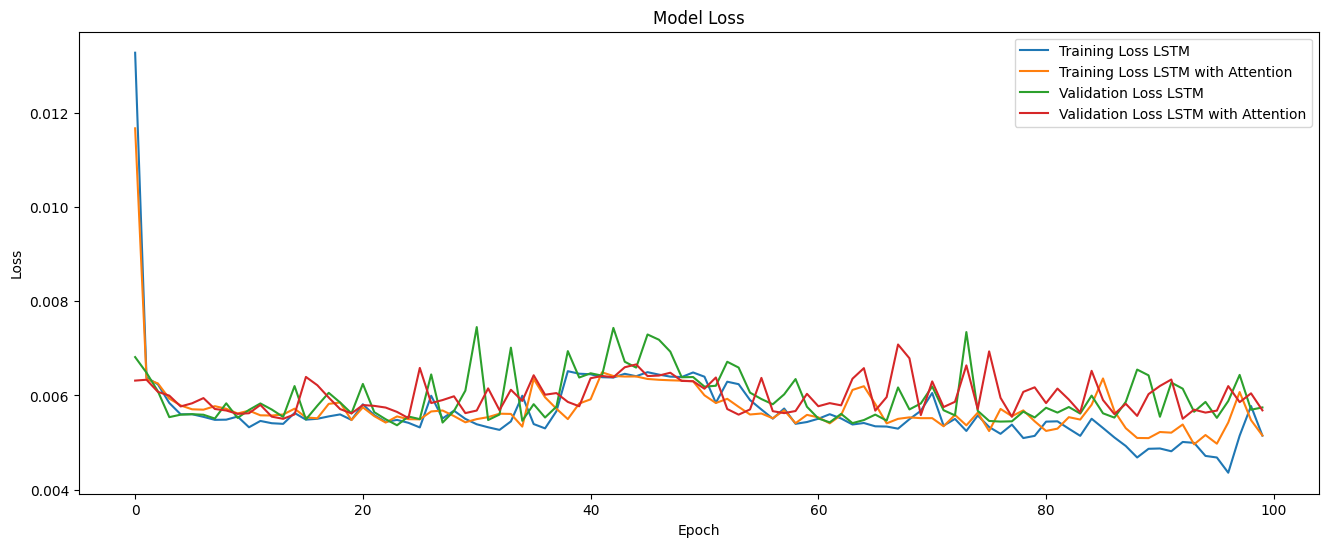 Model Loss
Training Loss LSTM
Training Loss LSTM with Attention
Validation Loss LSTM
Validation Loss LSTM with Attention
0.012
0.010
0.008
0.006
0.004
Loss
0 20 40 60 80 100
Epoch